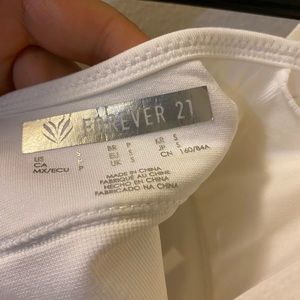 FOREVER 21
US S BR P KR S
CA P EU S JP S
MX/ECU P UK S CN 160/84A
MADE IN CHINA
FABRIQUÉ AU CHINE
HECHO EN CHINA
FABRICADO NA CHINA